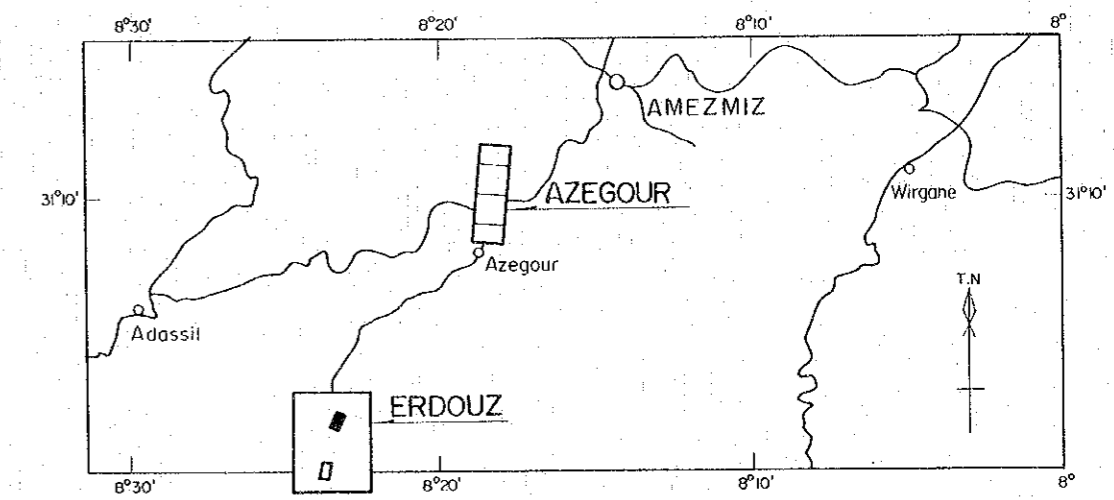 8°30' 8°20' 8°10' 8°
AMEZMIZ
31°10' AZEGOUR Wirgane 31°10'
Azegour
T.N
Adassil
ERDOUZ
8°30' 8°20' 8°10' 8°